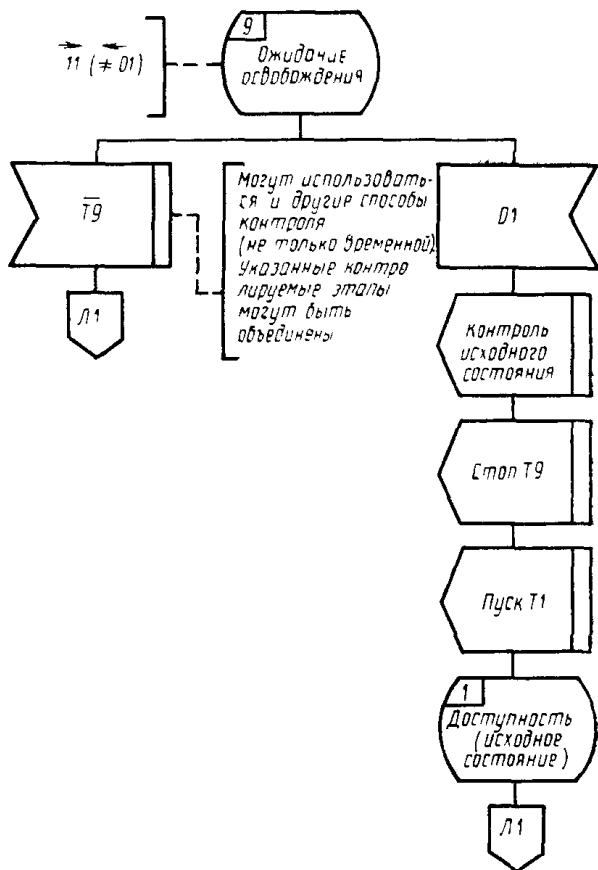 9
Ожидание
освобождения
11 (≠ 01)
T9
Могут использовать-
ся и другие способы
контроля
(не только временной).
Указанные контро
лируемые этапы
могут быть
объединены
01
Л1
Контроль
исходного
состояния
Стоп T9
Пуск T1
1
Доступность
(исходное
состояние)
Л1